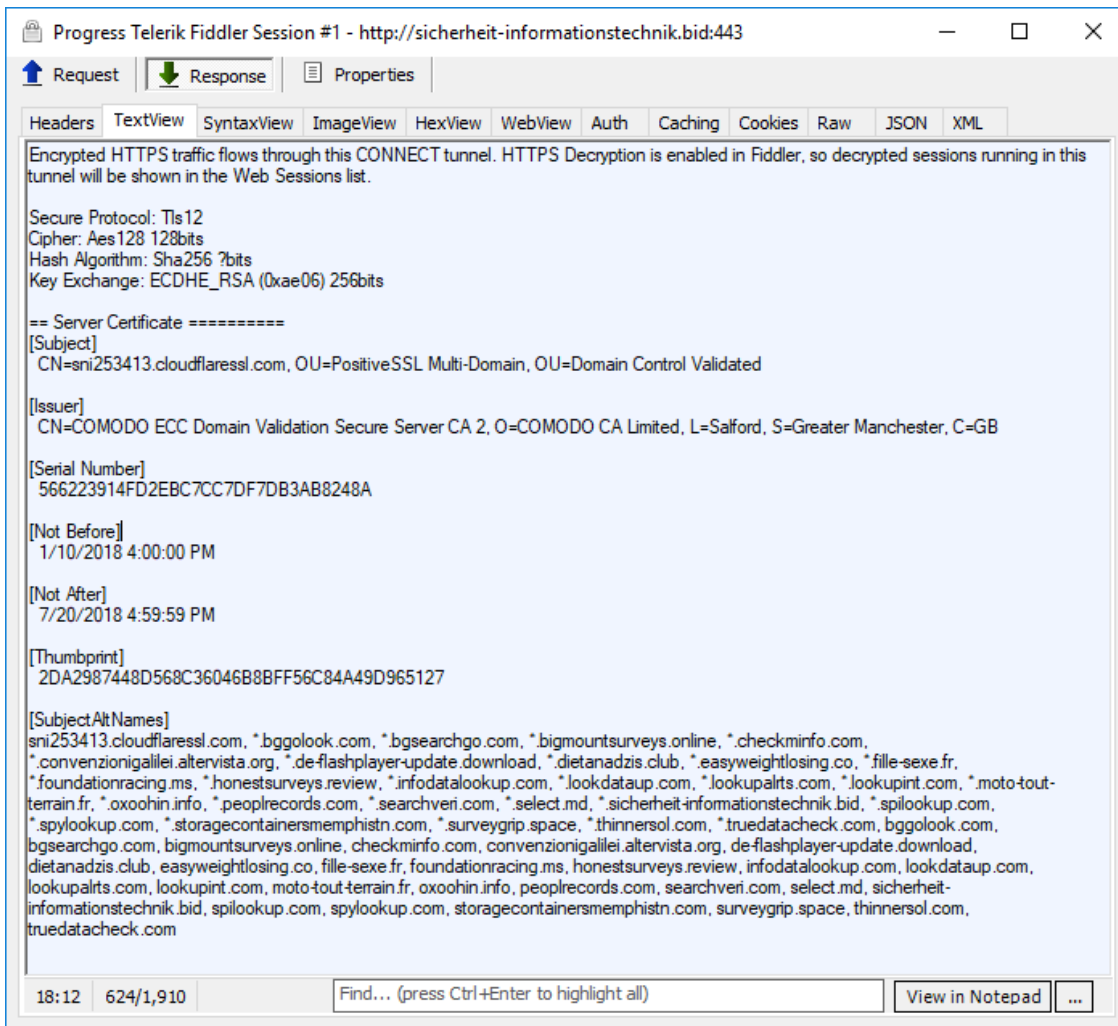 Progress Telerik Fiddler Session #1 - http://sicherheit-informationstechnik.bid:443
Request Response Properties
Headers TextView SyntaxView ImageView HexView WebView Auth Caching Cookies Raw JSON XML
Encrypted HTTPS traffic flows through this CONNECT tunnel. HTTPS Decryption is enabled in Fiddler, so decrypted sessions running in this
tunnel will be shown in the Web Sessions list.
Secure Protocol: Tls12
Cipher: Aes128 128bits
Hash Algorithm: Sha256 ?bits
Key Exchange: ECDHE_RSA (0xae06) 256bits
== Server Certificate ==========
[Subject]
CN=sni253413.cloudflaressl.com, OU=PositiveSSL Multi-Domain, OU=Domain Control Validated
[Issuer]
CN=COMODO ECC Domain Validation Secure Server CA 2, O=COMODO CA Limited, L=Salford, S=Greater Manchester, C=GB
[Serial Number]
566223914FD2EBC7CC7DF7DB3AB8248A
[Not Before]
1/10/2018 4:00:00 PM
[Not After]
7/20/2018 4:59:59 PM
[Thumbprint]
2DA2987448D568C36046B8BFF56C84A49D965127
[SubjectAltNames]
sni253413.cloudflaressl.com, *.bggolook.com, *.bgsearchgo.com, *.bigmountsurveys.online, *.checkminfo.com,
*.convenzionigalilei.altervista.org, *.de-flashplayer-update.download, *.dietanadzis.club, *.easyweightlosing.co, *.fille-sexe.fr,
*.foundationracing.ms, *.honestsurveys.review, *.infodatalookup.com, *.lookdataup.com, *.lookupalrts.com, *.lookupint.com, *.moto-tout-
terrain.fr, *.oxoohin.info, *.peoplrecords.com, *.searchveri.com, *.select.md, *.sicherheit-informationstechnik.bid, *.spilookup.com,
*.spylookup.com, *.storagecontainersmemphistn.com, *.surveygrip.space, *.thinnersol.com, *.truedatacheck.com, bggolook.com,
bgsearchgo.com, bigmountsurveys.online, checkminfo.com, convenzionigalilei.altervista.org, de-flashplayer-update.download,
dietanadzis.club, easyweightlosing.co, fille-sexe.fr, foundationracing.ms, honestsurveys.review, infodatalookup.com, lookdataup.com,
lookupalrts.com, lookupint.com, moto-tout-terrain.fr, oxoohin.info, peoplrecords.com, searchveri.com, select.md, sicherheit-
informationstechnik.bid, spilookup.com, spylookup.com, storagecontainersmemphistn.com, surveygrip.space, thinnersol.com,
truedatacheck.com
18:12 624/1,910 Find... (press Ctrl+Enter to highlight all) View in Notepad ...